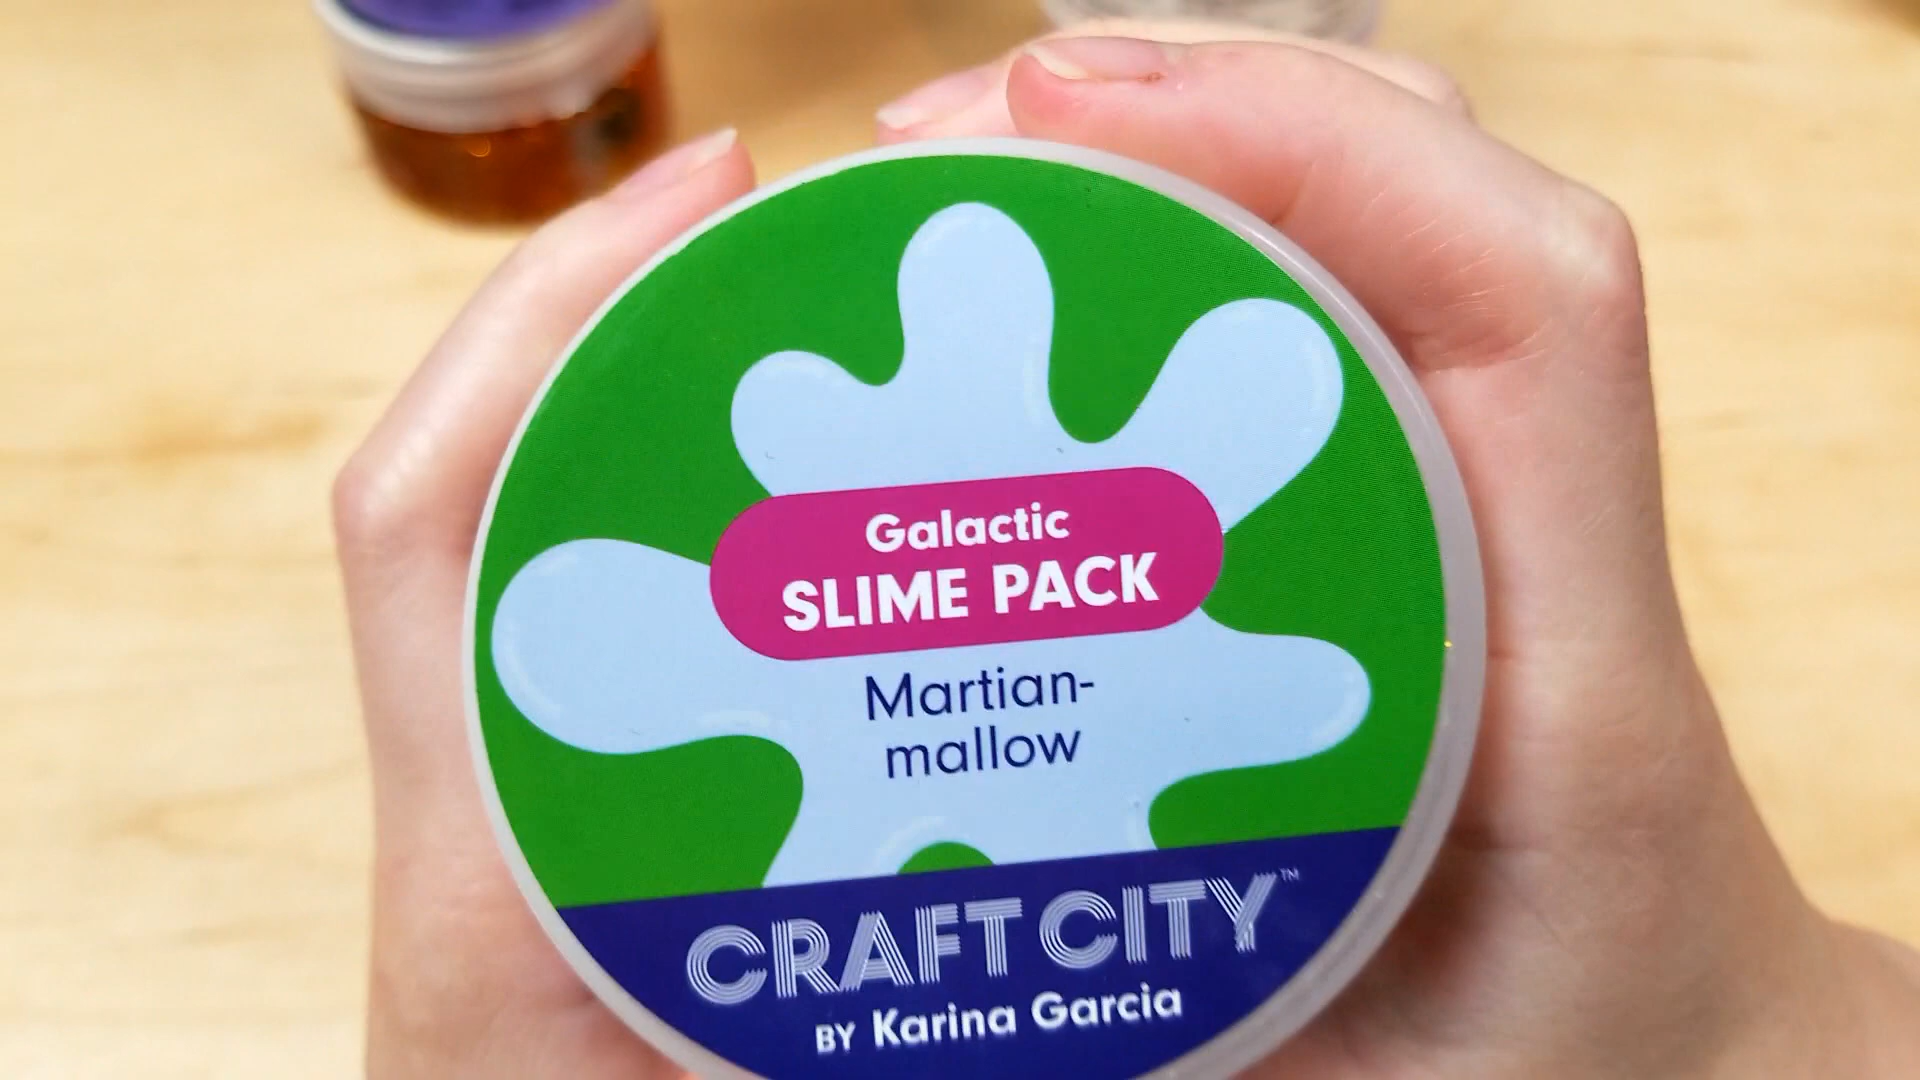 Galactic
SLIME PACK
Martian-
mallow
CRAFT CITY™
BY Karina Garcia